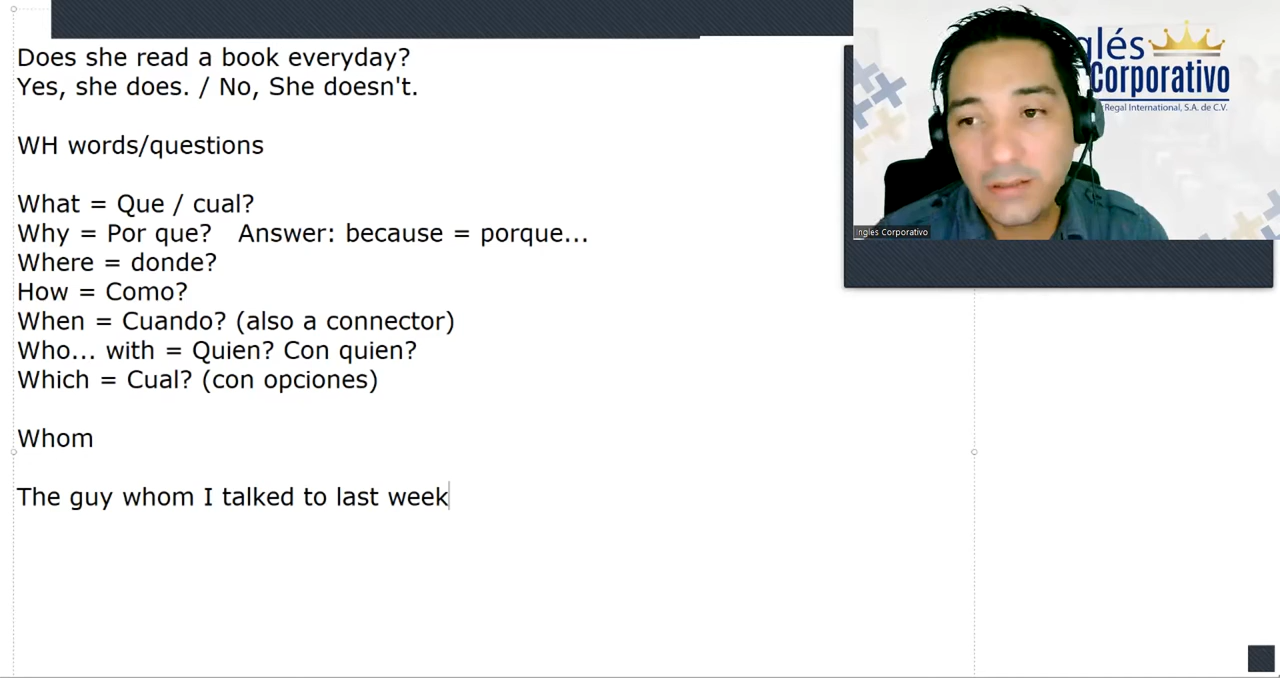 Does she read a book everyday?
Yes, she does. / No, She doesn't.
WH words/questions
What = Que / cual?
Why = Por que?   Answer: because = porque...
Where = donde?
How = Como?
When = Cuando? (also a connector)
Who... with = Quien? Con quien?
Which = Cual? (con opciones)
Whom
The guy whom I talked to last week
glés
Corporativo
Regal International, S.A. de C.V.
Inglés Corporativo